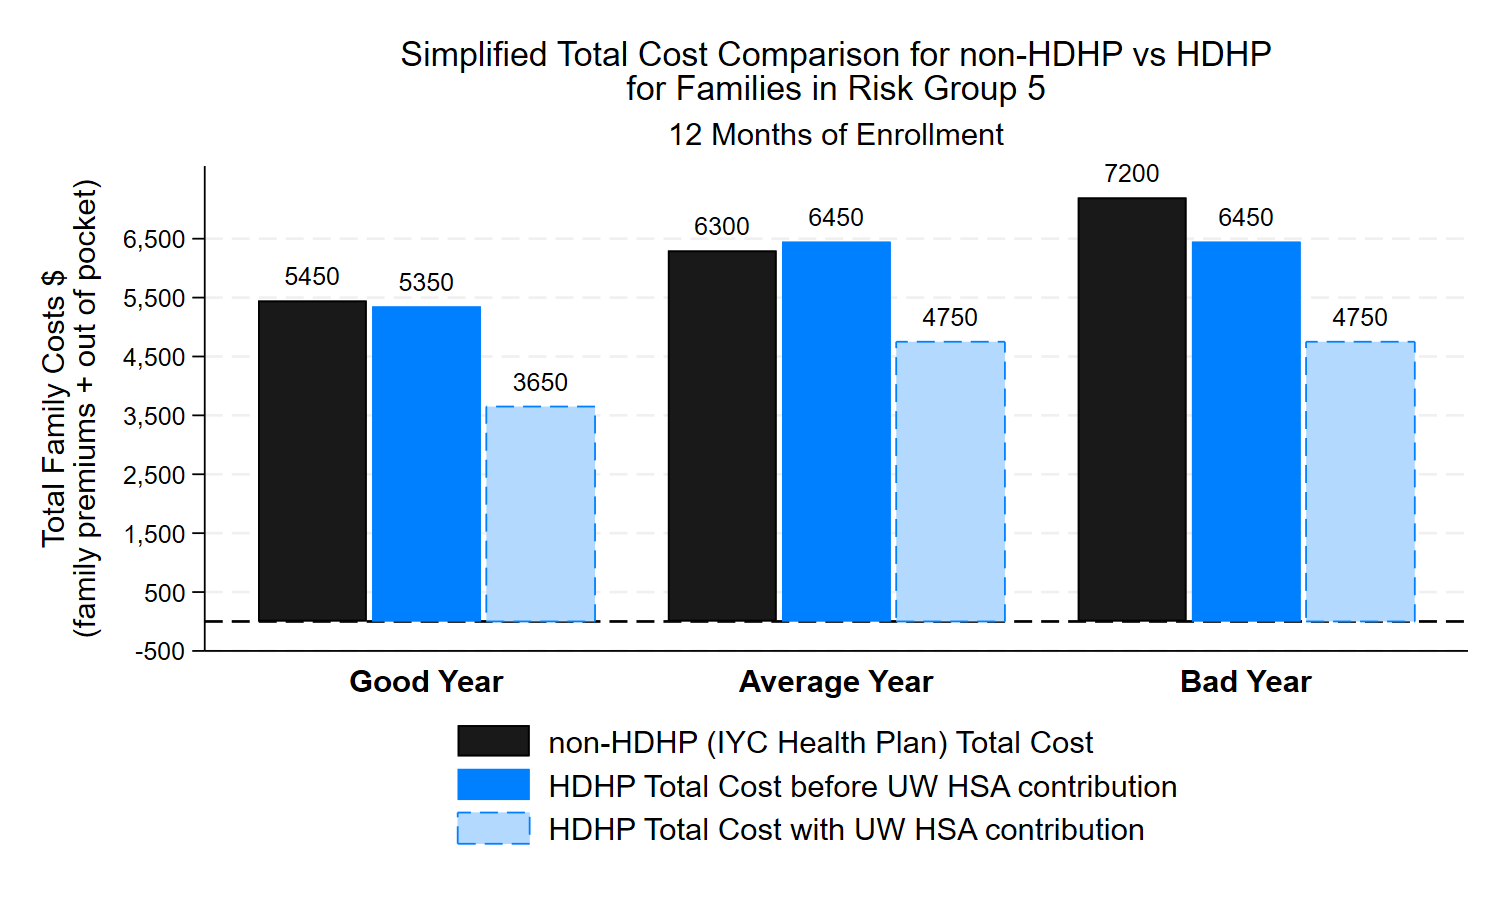 Simplified Total Cost Comparison for non-HDHP vs HDHP
for Families in Risk Group 5
12 Months of Enrollment
Total Family Costs $
(family premiums + out of pocket)
6,500
5,500
4,500
3,500
2,500
1,500
500
-500
5450
5350
3650
6300
6450
4750
7200
6450
4750
Good Year
Average Year
Bad Year
non-HDHP (IYC Health Plan) Total Cost
HDHP Total Cost before UW HSA contribution
HDHP Total Cost with UW HSA contribution